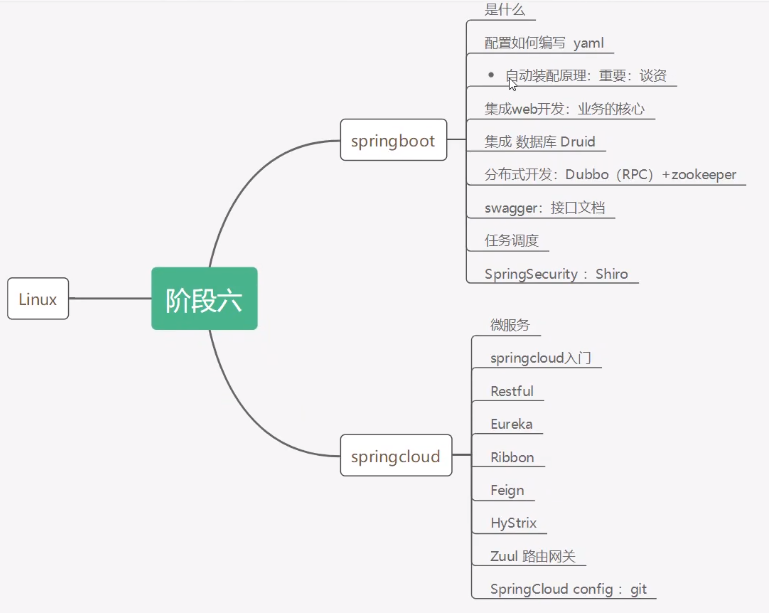 是什么
配置如何编写 yaml
自动装配原理：重要：谈资
集成web开发：业务的核心
集成 数据库 Druid
分布式开发：Dubbo（RPC）+zookeeper
swagger：接口文档
任务调度
SpringSecurity ：Shiro
springboot
Linux
阶段六
微服务
springcloud入门
Restful
Eureka
Ribbon
Feign
HyStrix
Zuul 路由网关
SpringCloud config ：git
springcloud